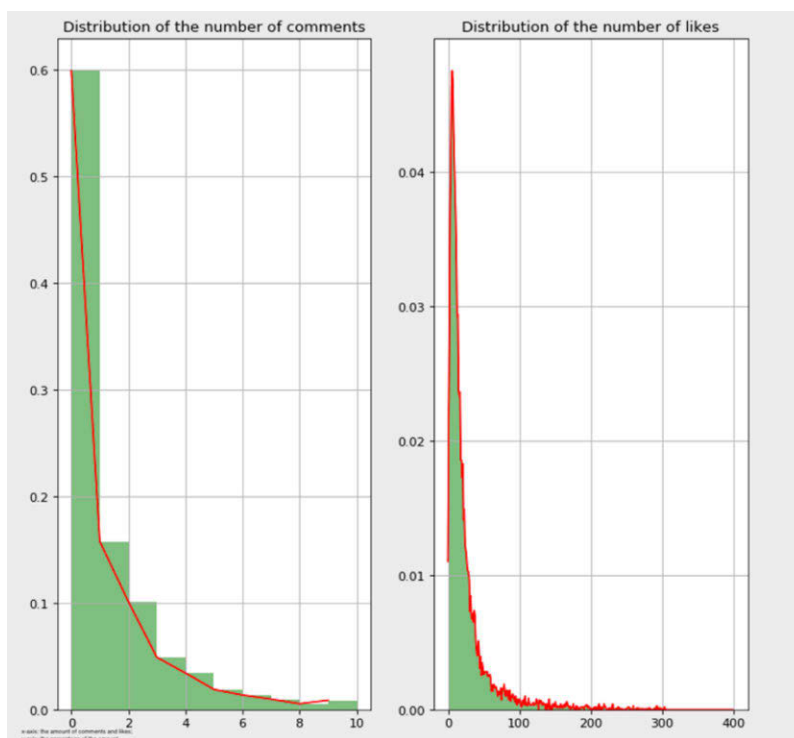 Distribution of the number of comments
0.6
0.5
0.4
0.3
0.2
0.1
0.0
0 2 4 6 8 10
Distribution of the number of likes
0.04
0.03
0.02
0.01
0.00
0 100 200 300 400
x-axis: the amount of comments and likes;